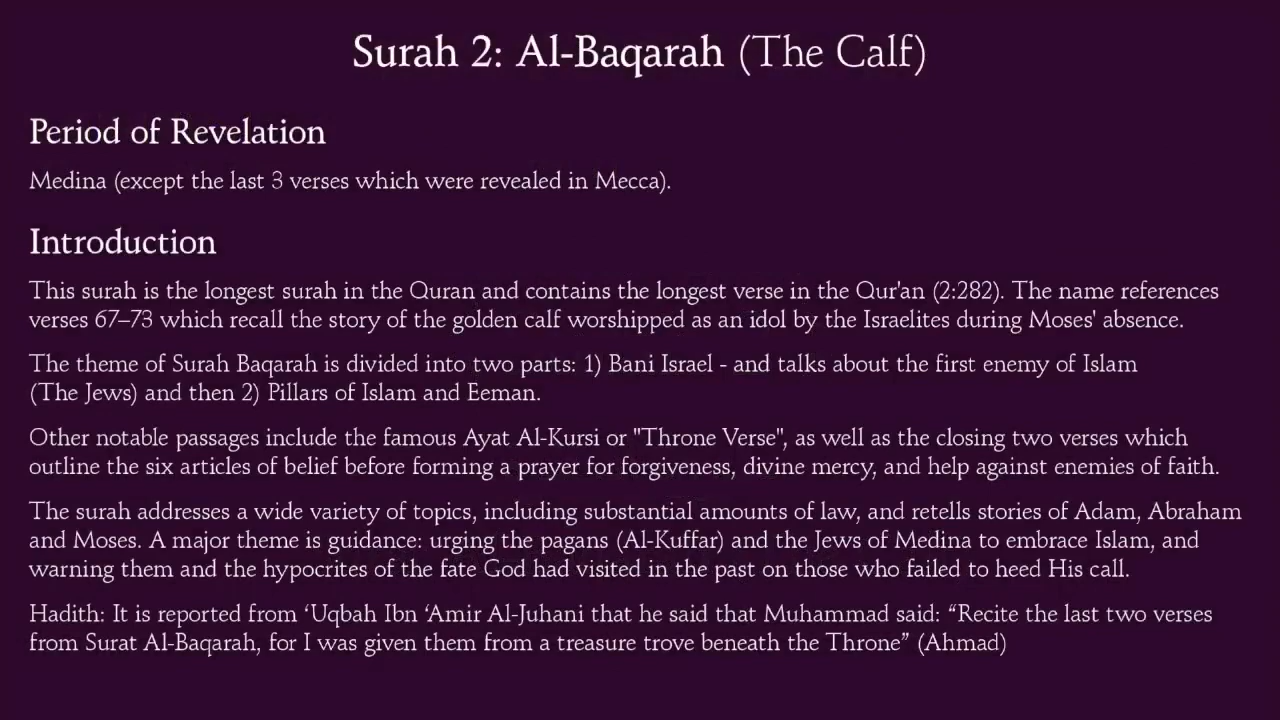 Surah 2: Al-Baqarah (The Calf)
Period of Revelation
Medina (except the last 3 verses which were revealed in Mecca).
Introduction
This surah is the longest surah in the Quran and contains the longest verse in the Qur'an (2:282). The name references
verses 67–73 which recall the story of the golden calf worshipped as an idol by the Israelites during Moses' absence.
The theme of Surah Baqarah is divided into two parts: 1) Bani Israel - and talks about the first enemy of Islam
(The Jews) and then 2) Pillars of Islam and Eeman.
Other notable passages include the famous Ayat Al-Kursi or "Throne Verse", as well as the closing two verses which
outline the six articles of belief before forming a prayer for forgiveness, divine mercy, and help against enemies of faith.
The surah addresses a wide variety of topics, including substantial amounts of law, and retells stories of Adam, Abraham
and Moses. A major theme is guidance: urging the pagans (Al-Kuffar) and the Jews of Medina to embrace Islam, and
warning them and the hypocrites of the fate God had visited in the past on those who failed to heed His call.
Hadith: It is reported from ‘Uqbah Ibn ‘Amir Al-Juhani that he said that Muhammad said: “Recite the last two verses
from Surat Al-Baqarah, for I was given them from a treasure trove beneath the Throne” (Ahmad)